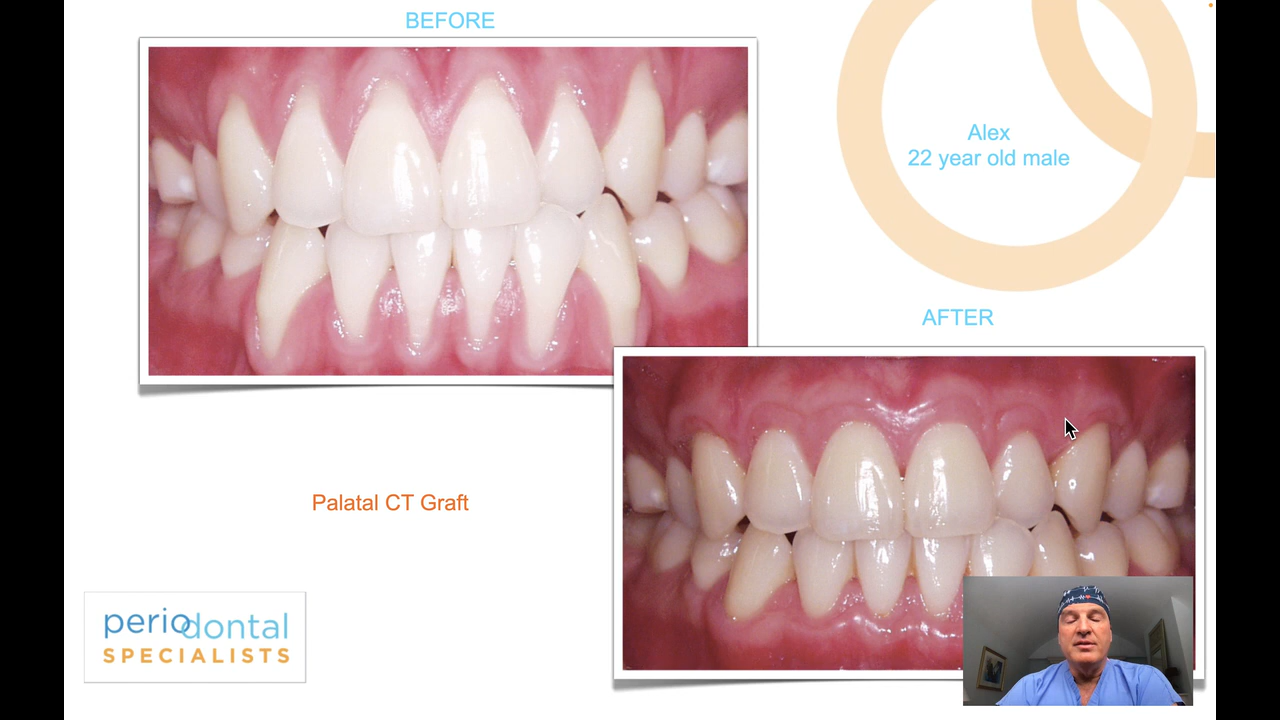 BEFORE
Alex
22 year old male
AFTER
Palatal CT Graft
periodontal
SPECIALISTS